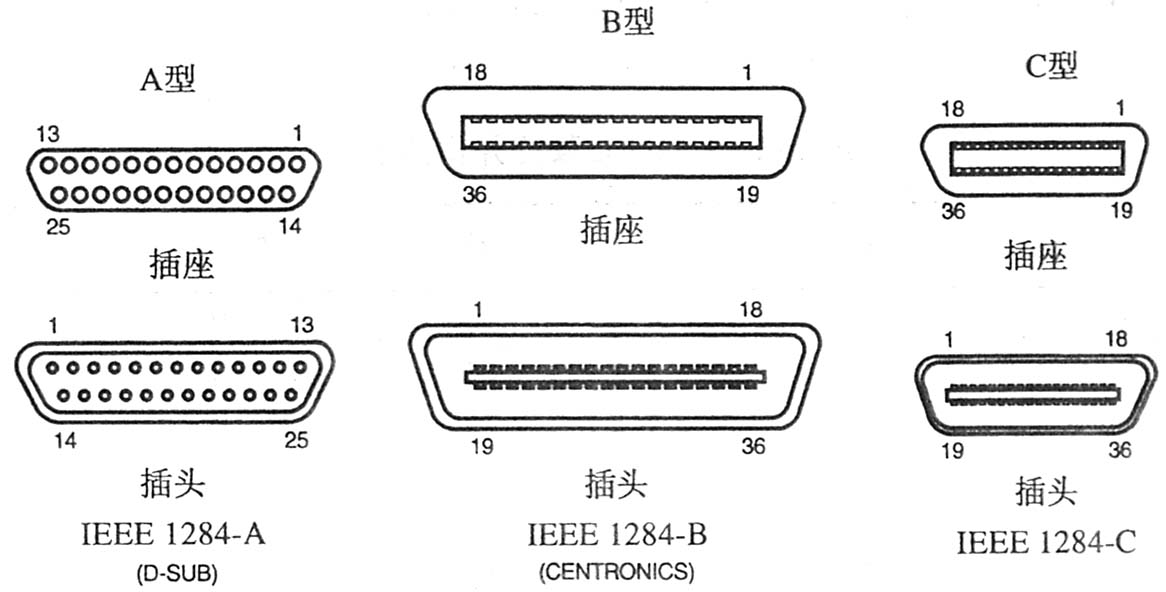 A型
13 1
25 14
插座
1 13
14 25
插头
IEEE 1284-A
(D-SUB)
B型
18 1
36 19
插座
1 18
19 36
插头
IEEE 1284-B
(CENTRONICS)
C型
18 1
36 19
插座
1 18
19 36
插头
IEEE 1284-C